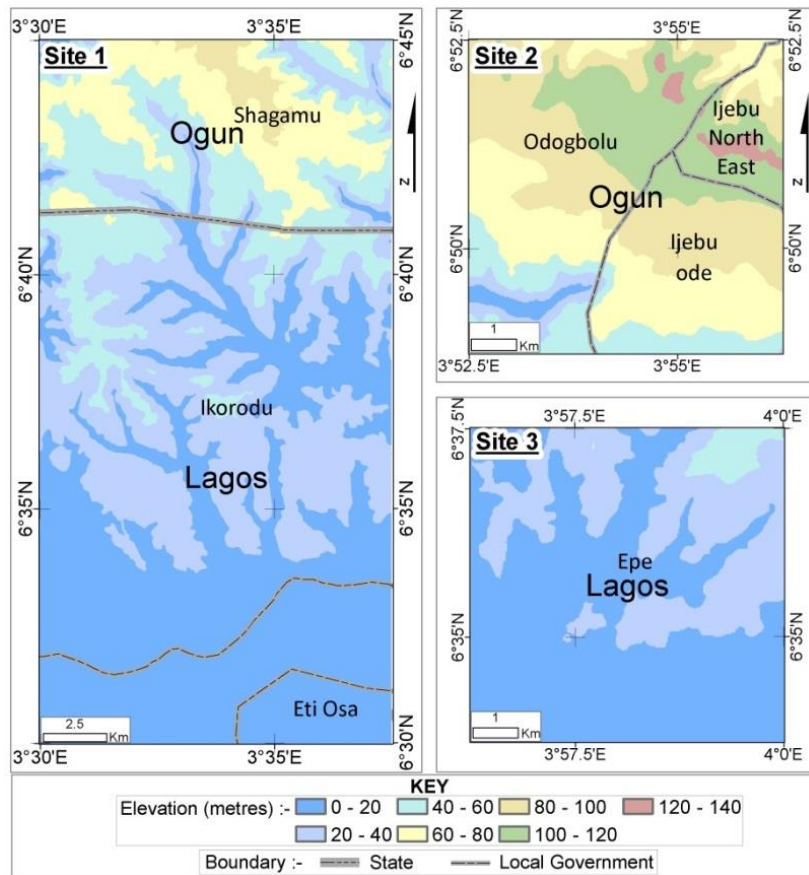 3°30'E
3°35'E
Site 1
6°45'N
Shagamu
Ogun
z
6°40'N
6°40'N
Ikorodu
Lagos
6°35'N
6°35'N
Eti Osa
2.5
Km
3°30'E
3°35'E
6°30'N
6°52.5'N
3°55'E
6°52.5'N
Site 2
Ijebu
North
East
Odogbolu
Ogun
z
6°50'N
6°50'N
Ijebu
ode
1
Km
3°52.5'E
3°55'E
3°57.5'E
4°0'E
6°37.5'N
Site 3
Epe
Lagos
6°35'N
6°35'N
z
1
Km
3°57.5'E
4°0'E
KEY
Elevation (metres) :- 0 - 20 40 - 60 80 - 100 120 - 140
20 - 40 60 - 80 100 - 120
Boundary :- State Local Government